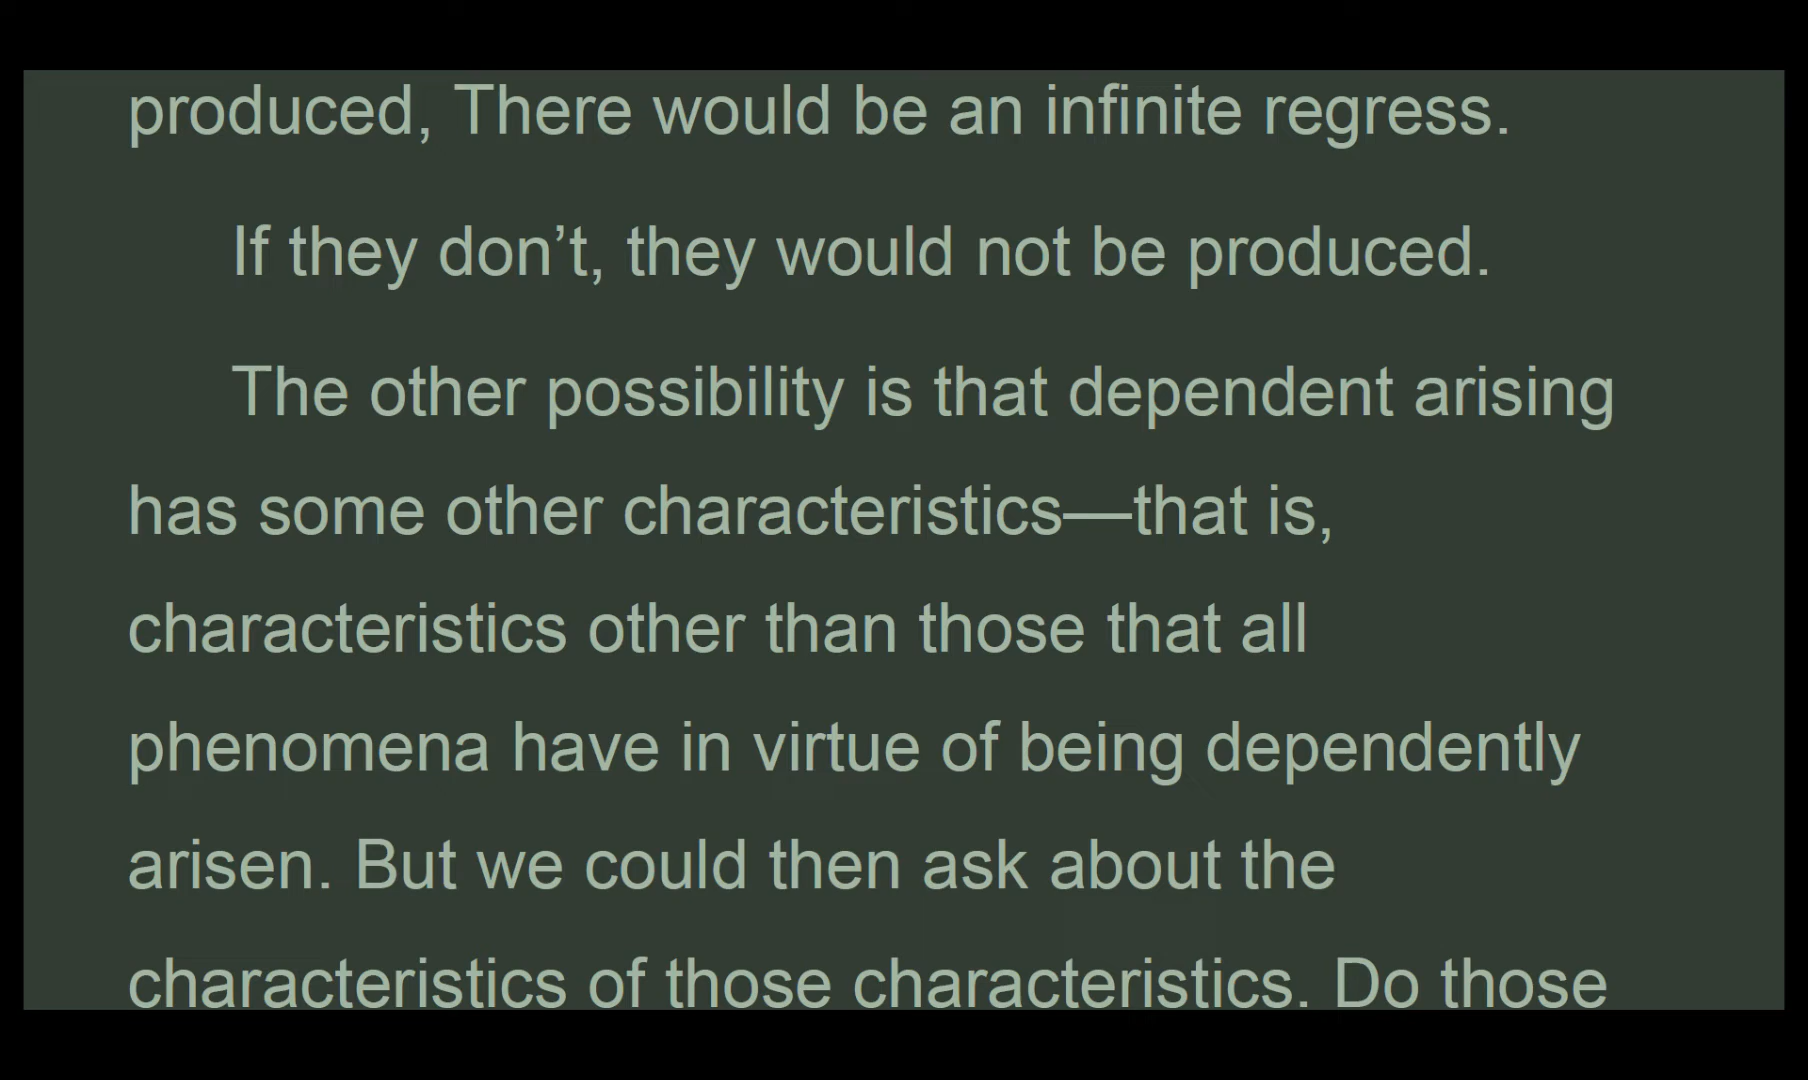 produced, There would be an infinite regress.
If they don’t, they would not be produced.
The other possibility is that dependent arising
has some other characteristics—that is,
characteristics other than those that all
phenomena have in virtue of being dependently
arisen. But we could then ask about the
characteristics of those characteristics. Do those